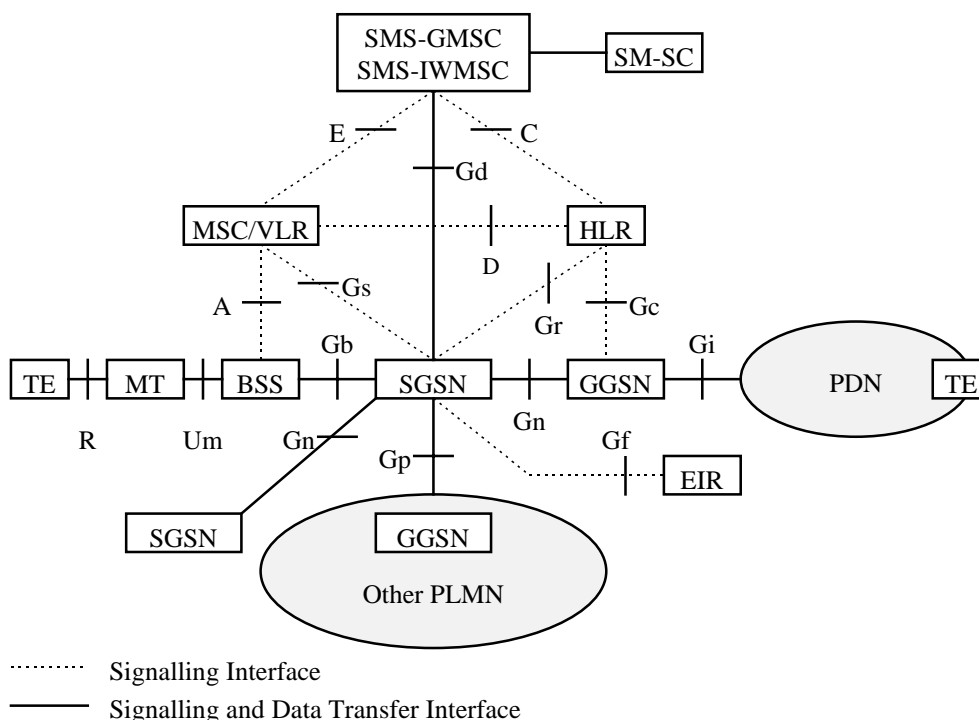 SMS-GMSC
SMS-IWMSC
SM-SC
E
C
Gd
MSC/VLR
HLR
D
Gs
A
Gr
Gc
Gb
Gi
TE
MT
BSS
SGSN
GGSN
PDN
TE
R
Um
Gn
Gn
Gp
Gf
EIR
SGSN
GGSN
Other PLMN
Signalling Interface
Signalling and Data Transfer Interface